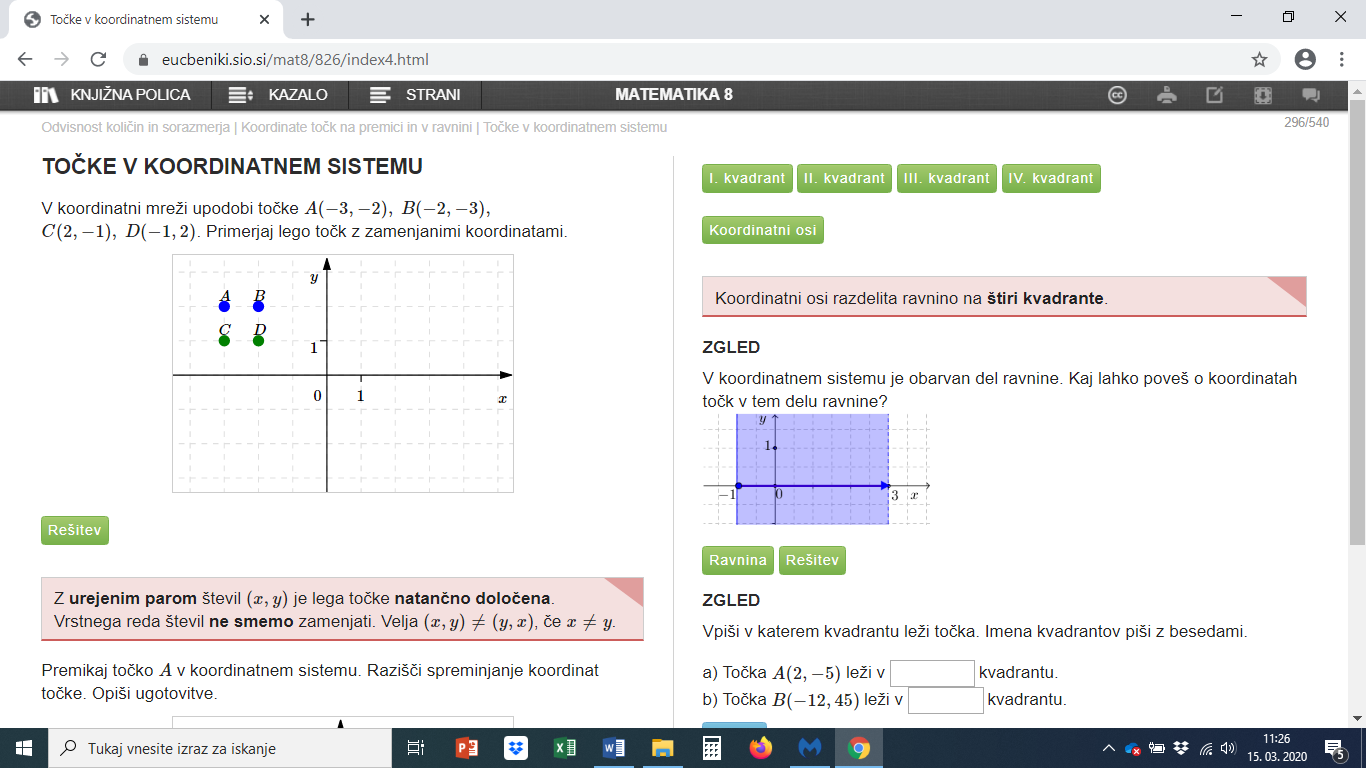 Točke v koordinatnem sistemu
eucbeniki.sio.si/mat8/826/index4.html
KNJIŽNA POLICA
KAZALO
STRANI
MATEMATIKA 8
cc
Odvisnost količin in sorazmerja | Koordinate točk na premici in v ravnini | Točke v koordinatnem sistemu
296/540
TOČKE V KOORDINATNEM SISTEMU
V koordinatni mreži upodobi točke A(−3, −2), B(−2, −3),
C(2, −1), D(−1, 2). Primerjaj lego točk z zamenjanimi koordinatami.
y
A B
C D
1
0 1 x
Rešitev
Z urejenim parom števil (x, y) je lega točke natančno določena.
Vrstnega reda števil ne smemo zamenjati. Velja (x, y) ≠ (y, x), če x ≠ y.
Premikaj točko A v koordinatnem sistemu. Razišči spreminjanje koordinat
točke. Opiši ugotovitve.
I. kvadrant II. kvadrant III. kvadrant IV. kvadrant
Koordinatni osi
Koordinatni osi razdelita ravnino na štiri kvadrante.
ZGLED
V koordinatnem sistemu je obarvan del ravnine. Kaj lahko poveš o koordinatah
točk v tem delu ravnine?
y
1
−1 0 3 x
Ravnina Rešitev
ZGLED
Vpiši v katerem kvadrantu leži točka. Imena kvadrantov piši z besedami.
a) Točka A(2, −5) leži v kvadrantu.
b) Točka B(−12, 45) leži v kvadrantu.
Tukaj vnesite izraz za iskanje
11:26
15. 03. 2020
5